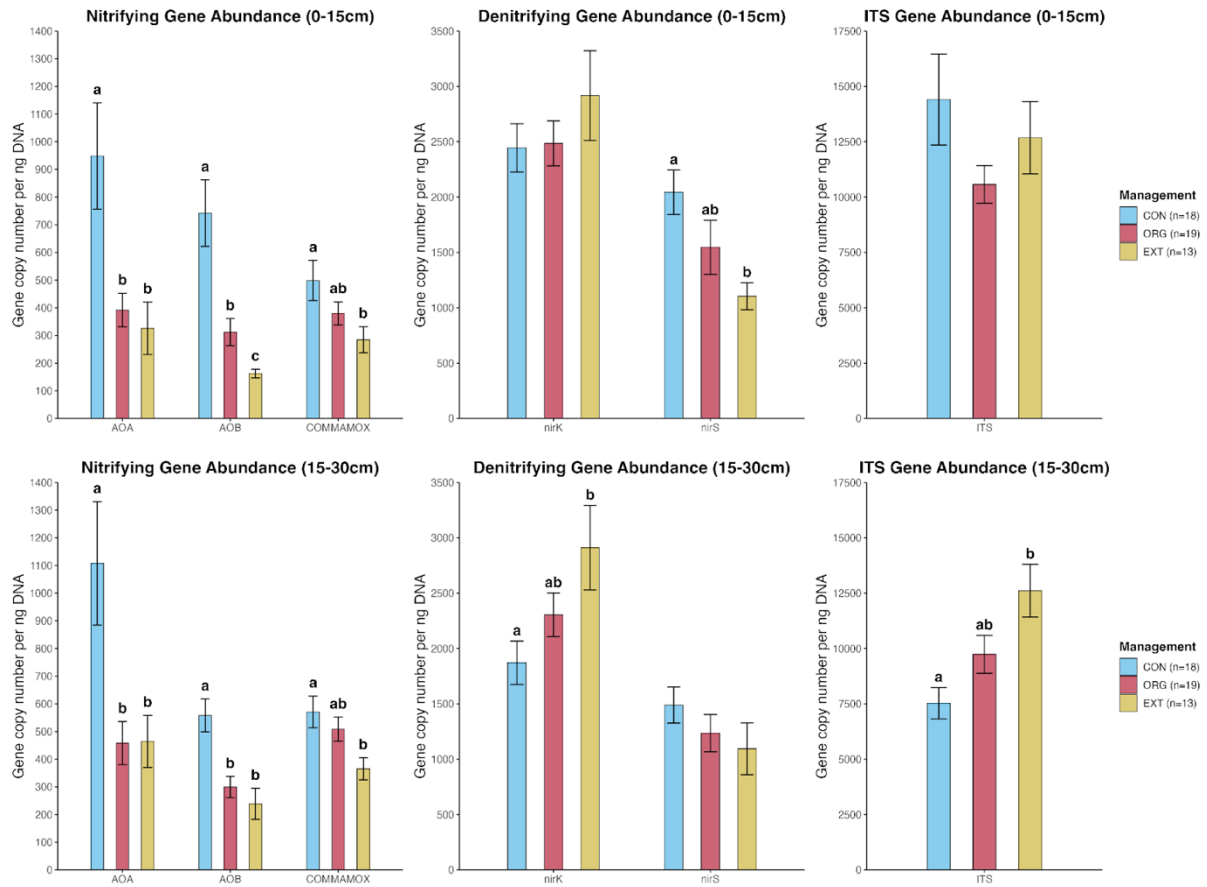 Nitrifying Gene Abundance (0-15cm)
Gene copy number per ng DNA
1400
1300
1200
1100
1000
900
800
700
600
500
400
300
200
100
0
a
b
b
a
b
c
a
ab
b
AOA
AOB
COMMAMOX
Denitrifying Gene Abundance (0-15cm)
Gene copy number per ng DNA
3500
3000
2500
2000
1500
1000
500
0
a
ab
b
nirK
nirS
ITS Gene Abundance (0-15cm)
Gene copy number per ng DNA
17500
15000
12500
10000
7500
5000
2500
0
ITS
Management
CON (n=18)
ORG (n=19)
EXT (n=13)
Nitrifying Gene Abundance (15-30cm)
Gene copy number per ng DNA
1400
1300
1200
1100
1000
900
800
700
600
500
400
300
200
100
0
a
b
b
a
b
b
a
ab
b
AOA
AOB
COMMAMOX
Denitrifying Gene Abundance (15-30cm)
Gene copy number per ng DNA
3500
3000
2500
2000
1500
1000
500
0
a
ab
b
nirK
nirS
ITS Gene Abundance (15-30cm)
Gene copy number per ng DNA
17500
15000
12500
10000
7500
5000
2500
0
a
ab
b
ITS
Management
CON (n=18)
ORG (n=19)
EXT (n=13)